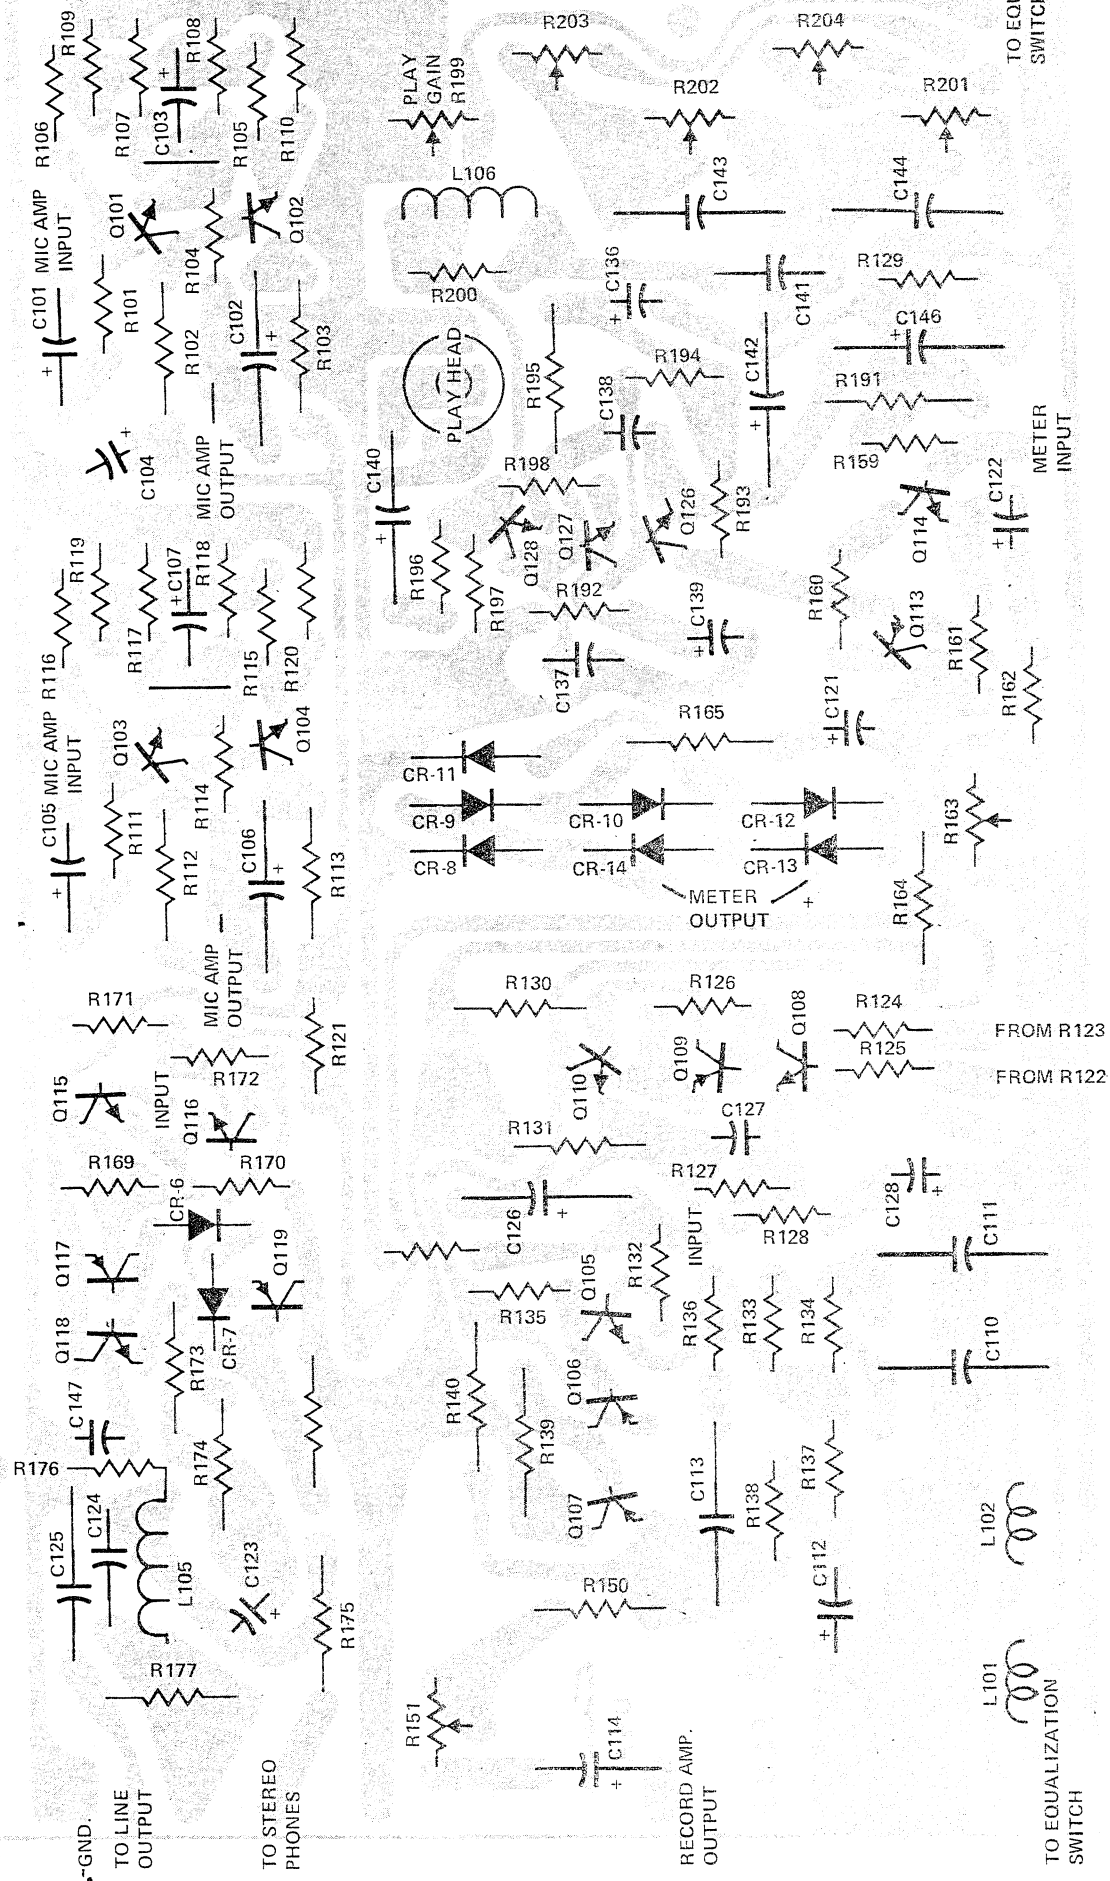 R109
R108
R106
R107
C103
+
R105
R110
PLAY
GAIN
R199
R203
R204
R202
R201
TO EQU
SWITCH
C101
MIC AMP
INPUT
+
Q101
R101
R104
Q102
R102
C102
+
R103
L106
C143
C144
R200
C136
+
C141
R129
C146
+
PLAY HEAD
R195
R194
C142
+
R191
C138
R159
METER
INPUT
C104
+
MIC AMP
OUTPUT
C140
+
R198
R119
C107
+
R118
R116
R117
R115
R120
R196
R197
Q128
Q127
Q126
R193
Q114
C122
+
R192
C139
+
R160
Q113
R161
R162
C105
MIC AMP
INPUT
+
Q103
R111
R114
Q104
C137
R165
C121
+
CR-11
R112
C106
+
R113
CR-9
CR-10
CR-12
R163
CR-8
CR-14
CR-13
METER
OUTPUT
+
R164
MIC AMP
OUTPUT
R171
R121
R130
R126
Q108
R124
FROM R123
R172
Q110
Q109
R125
FROM R122
Q115
INPUT
Q116
R131
C127
R169
R170
R127
CR-6
C126
+
INPUT
R128
C128
+
C111
Q117
Q119
R132
Q105
R135
Q118
R173
CR-7
R136
R133
R134
C110
R140
Q106
C147
R139
R176
R174
C113
R137
C125
C124
L105
Q107
R138
L102
C123
+
R150
C112
+
R175
R177
R151
L101
C114
+
-GND.
TO LINE
OUTPUT
TO STEREO
PHONES
RECORD AMP.
OUTPUT
TO EQUALIZATION
SWITCH